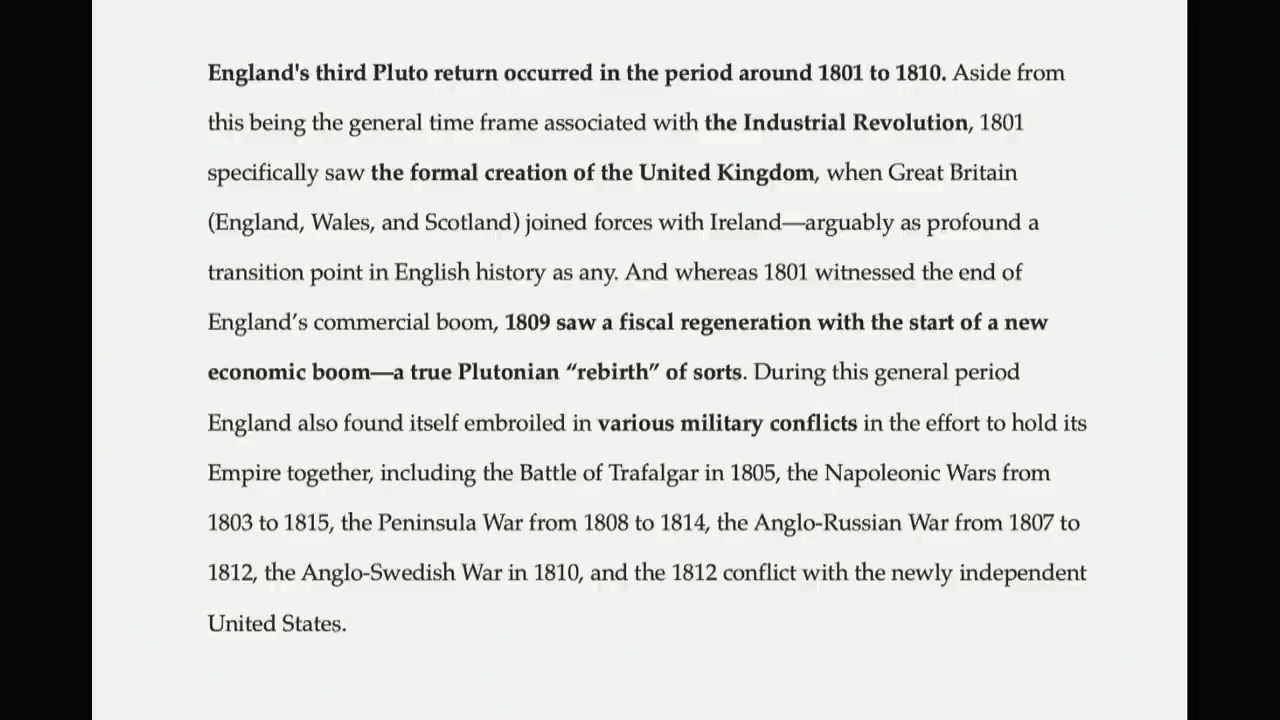 England's third Pluto return occurred in the period around 1801 to 1810. Aside from
this being the general time frame associated with the Industrial Revolution, 1801
specifically saw the formal creation of the United Kingdom, when Great Britain
(England, Wales, and Scotland) joined forces with Ireland—arguably as profound a
transition point in English history as any. And whereas 1801 witnessed the end of
England’s commercial boom, 1809 saw a fiscal regeneration with the start of a new
economic boom—a true Plutonian “rebirth” of sorts. During this general period
England also found itself embroiled in various military conflicts in the effort to hold its
Empire together, including the Battle of Trafalgar in 1805, the Napoleonic Wars from
1803 to 1815, the Peninsula War from 1808 to 1814, the Anglo-Russian War from 1807 to
1812, the Anglo-Swedish War in 1810, and the 1812 conflict with the newly independent
United States.